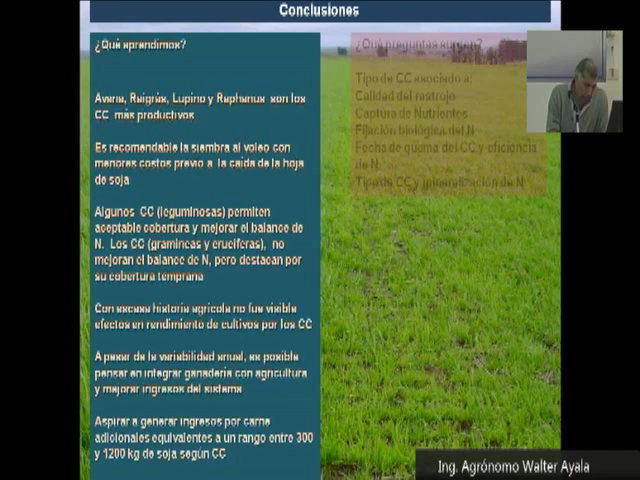 Conclusiones
¿Qué aprendimos?
Avena, Raigrás, Lupino y Raphanus son los
CC más productivos
Es recomendable la siembra al voleo con
menores costos previo a la caída de la hoja
de soja
Algunos CC (leguminosas) permiten
aceptable cobertura y mejorar el balance de
N. Los CC (gramíneas y crucíferas), no
mejoran el balance de N, pero destacan por
su cobertura temprana
Con escasa historia agrícola no fue visible
efectos en rendimiento de cultivos por los CC
A pesar de la variabilidad anual, es posible
pensar en integrar ganadería con agricultura
y mejorar ingresos del sistema
Aspirar a generar ingresos por carne
adicionales equivalentes a un rango entre 300
y 1200 kg de soja según CC
¿Qué preguntas surgen?
Tipo de CC asociado a:
Calidad del rastrojo
Captura de Nutrientes
Fijación biológica del N
Fecha de quema del CC y eficiencia
de N
Tipo de CC y mineralización de N
Ing. Agrónomo Walter Ayala